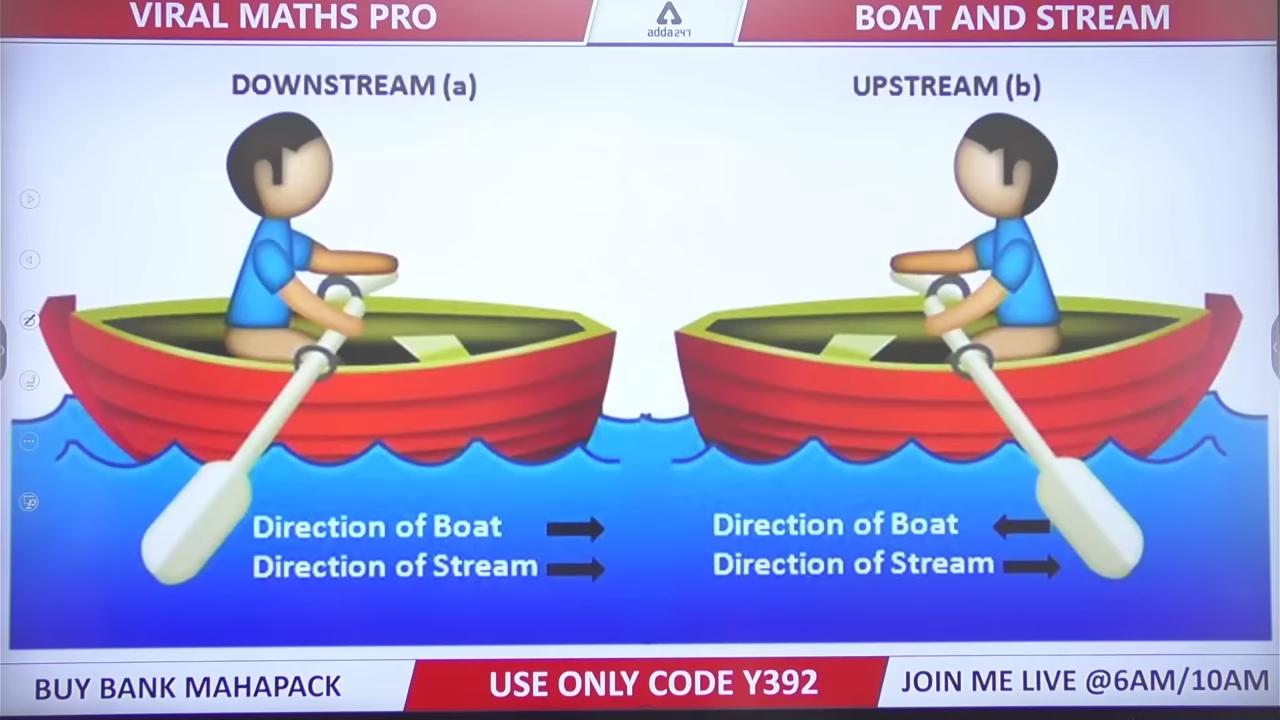 VIRAL MATHS PRO
adda247
BOAT AND STREAM
DOWNSTREAM (a)
UPSTREAM (b)
Direction of Boat
Direction of Stream
Direction of Boat
Direction of Stream
BUY BANK MAHAPACK
USE ONLY CODE Y392
JOIN ME LIVE @6AM/10AM